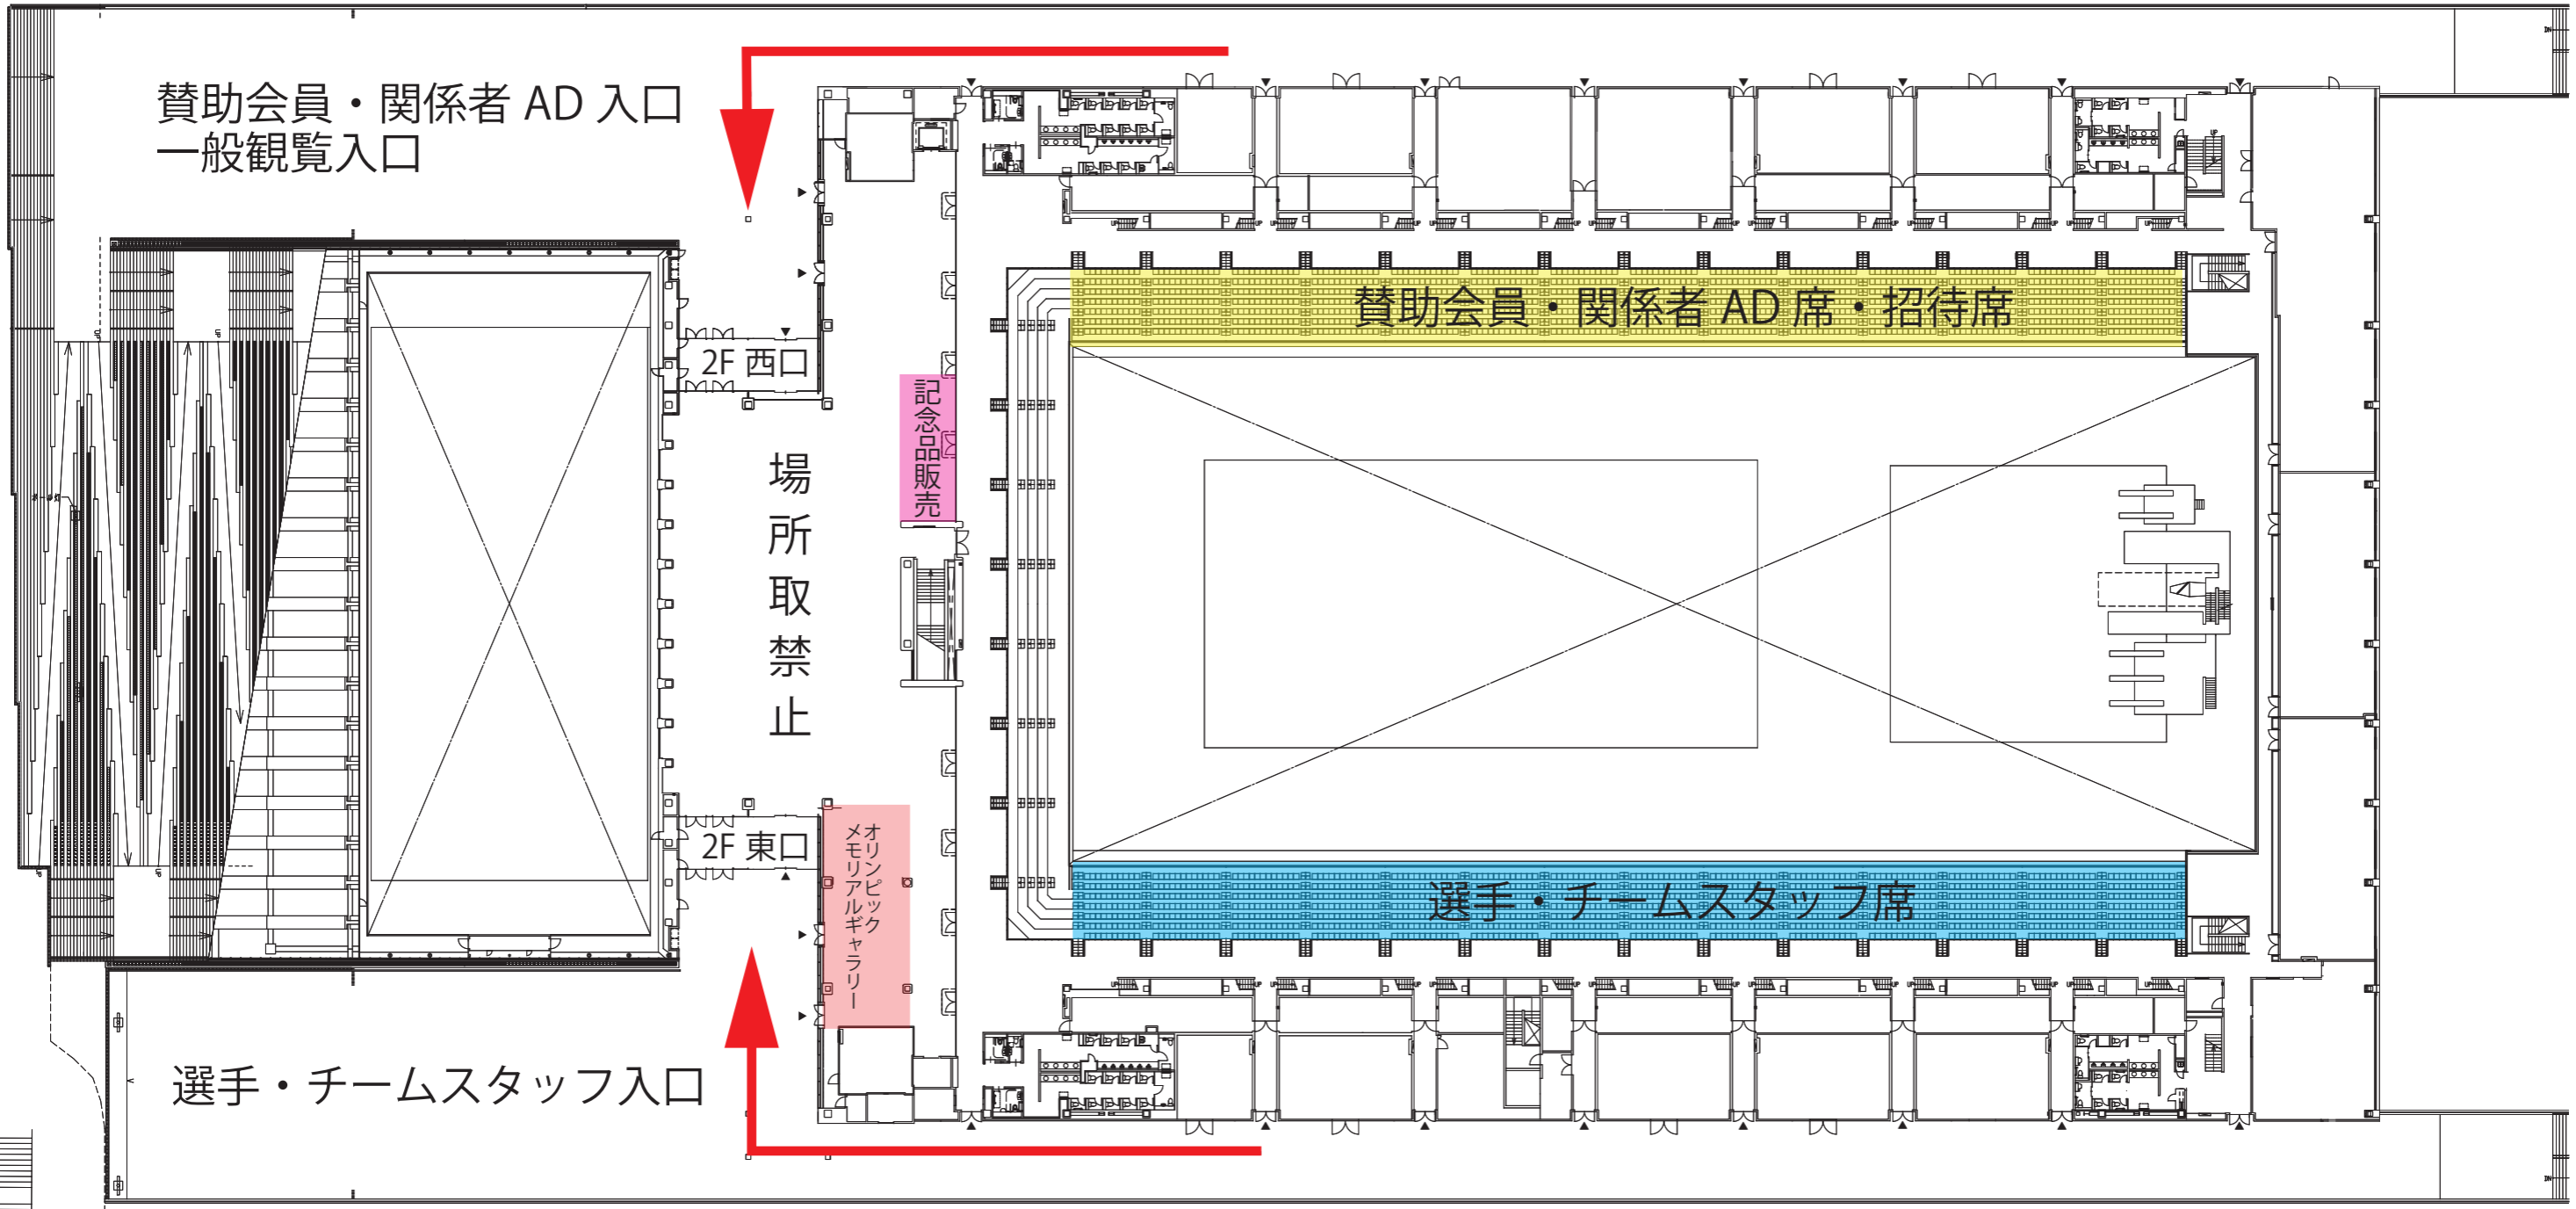 賛助会員・関係者 AD 入口
一般観覧入口
賛助会員・関係者 AD 席・招待席
2F 西口
記念品販売
場所取禁止
2F 東口
オリンピック
メモリアルギャラリー
選手・チームスタッフ席
選手・チームスタッフ入口